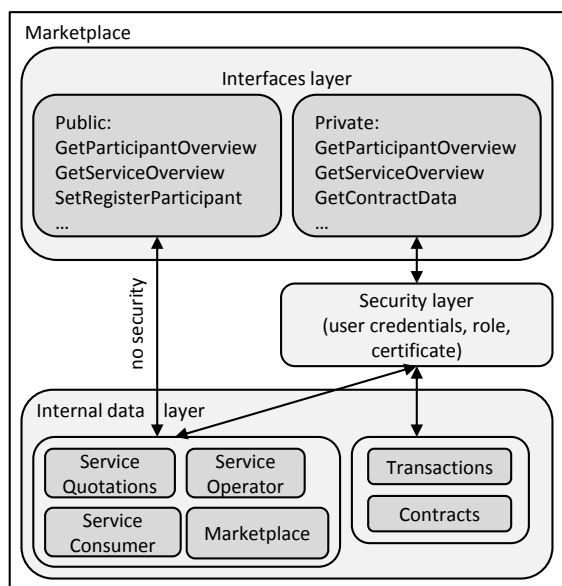 Marketplace
Interfaces layer
Public:
GetParticipantOverview
GetServiceOverview
SetRegisterParticipant
...
Private:
GetParticipantOverview
GetServiceOverview
GetContractData
...
no security
Security layer
(user credentials, role,
certificate)
Internal data layer
Service
Quotations
Service
Operator
Service
Consumer
Marketplace
Transactions
Contracts